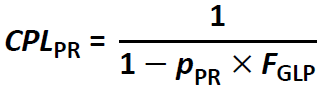 CPL_PR = 1 / (1 − p_PR × F_GLP)